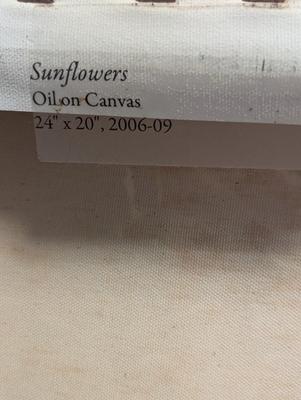 Sunflowers
Oil on Canvas
24" x 20", 2006-09